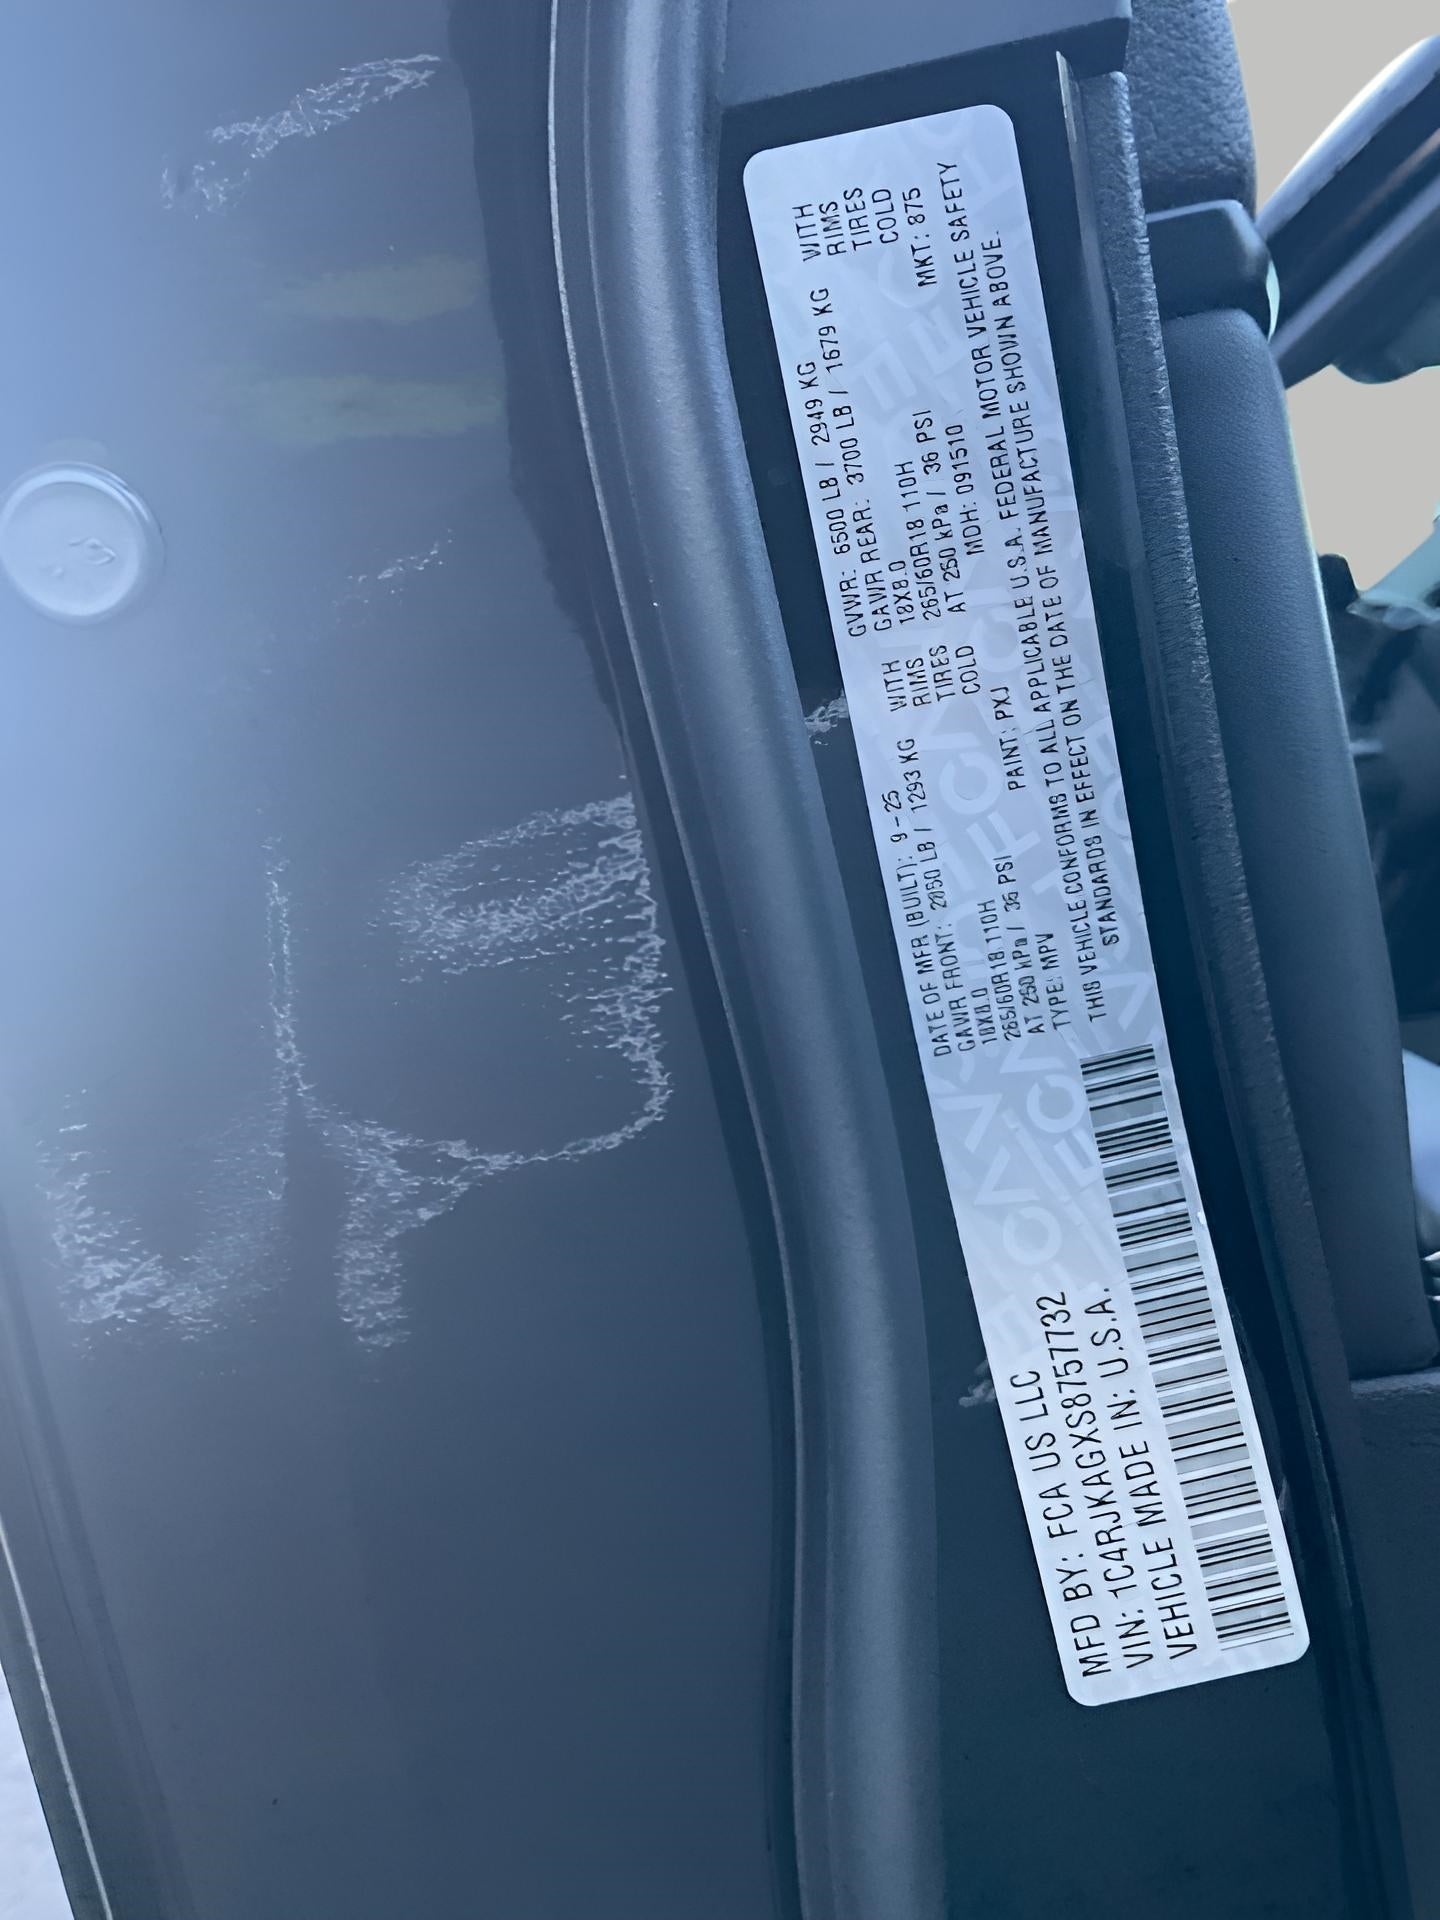 MFD BY: FCA US LLC
VIN: 1C4RJKAGXS8757732
VEHICLE MADE IN: U.S.A.
DATE OF MFR (BUILT): 9-25 GVWR: 6500 LB / 2949 KG
GAWR FRONT: 2850 LB / 1293 KG WITH GAWR REAR: 3700 LB / 1679 KG WITH
18X8.0 RIMS 18X8.0 RIMS
265/60R18 110H TIRES 265/60R18 110H TIRES
AT 250 kPa / 36 PSI COLD AT 250 kPa / 36 PSI COLD
TYPE: MPV PAINT: PXJ MDH: 091510 MKT: 875
THIS VEHICLE CONFORMS TO ALL APPLICABLE U.S.A. FEDERAL MOTOR VEHICLE SAFETY
STANDARDS IN EFFECT ON THE DATE OF MANUFACTURE SHOWN ABOVE.